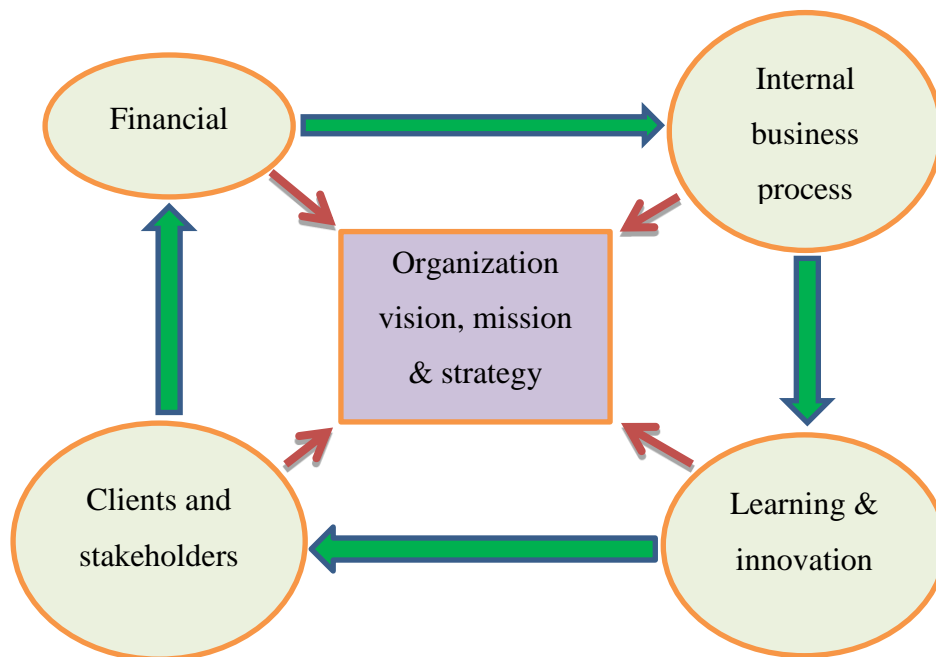 Financial
Internal
business
process
Organization
vision, mission
& strategy
Clients and
stakeholders
Learning &
innovation